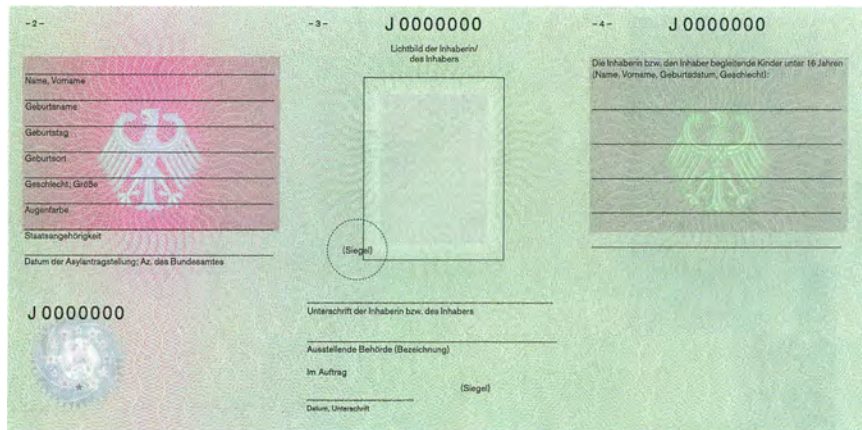 -2-
Name, Vorname
Geburtsname
Geburtstag
Geburtsort
Geschlecht; Größe
Augenfarbe
Staatsangehörigkeit
Datum der Asylantragstellung; Az. des Bundesamtes
J 0000000
-3-
J 0000000
Lichtbild der Inhaberin/
des Inhabers
(Siegel)
Unterschrift der Inhaberin bzw. des Inhabers
Ausstellende Behörde (Bezeichnung)
Im Auftrag
(Siegel)
Datum, Unterschrift
-4-
J 0000000
Die Inhaberin bzw. den Inhaber begleitende Kinder unter 16 Jahren
(Name, Vorname, Geburtsdatum, Geschlecht):